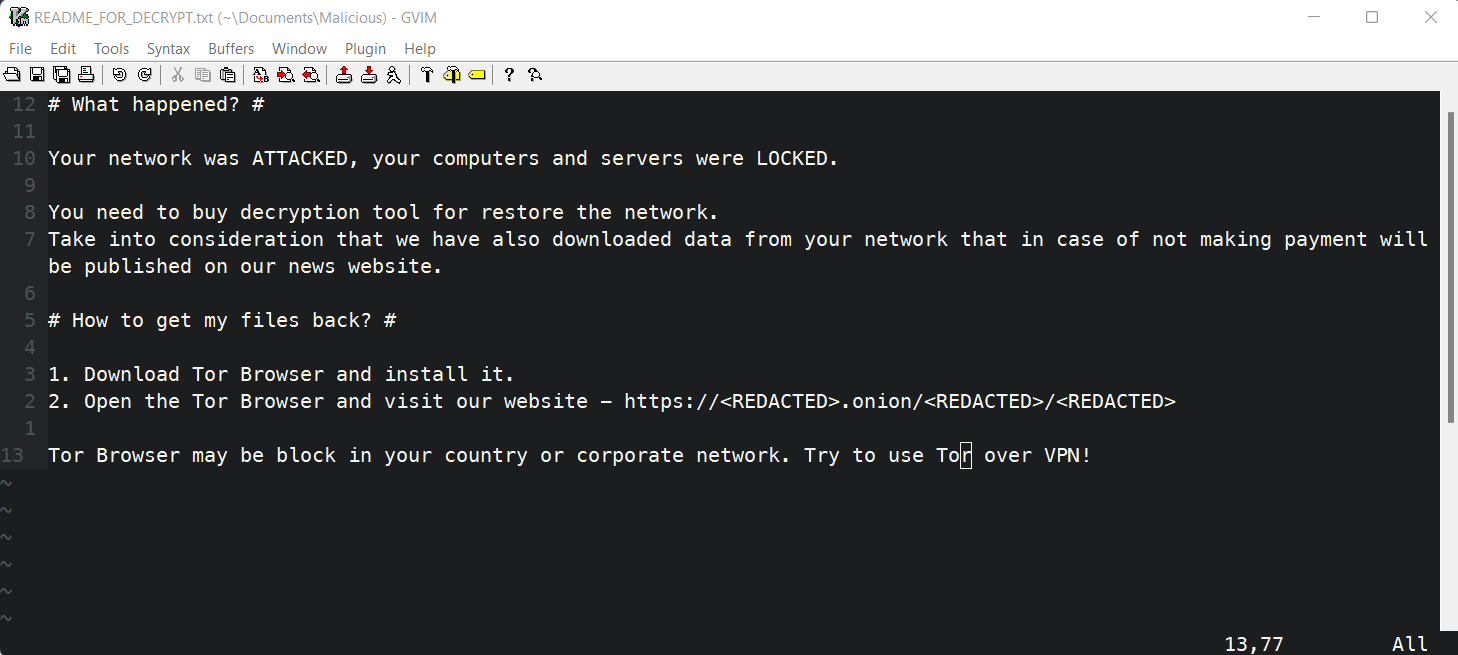 README_FOR_DECRYPT.txt (~\Documents\Malicious) - GVIM
File Edit Tools Syntax Buffers Window Plugin Help
12 # What happened? #
11
10 Your network was ATTACKED, your computers and servers were LOCKED.
9
8 You need to buy decryption tool for restore the network.
7 Take into consideration that we have also downloaded data from your network that in case of not making payment will
be published on our news website.
6
5 # How to get my files back? #
4
3 1. Download Tor Browser and install it.
2 2. Open the Tor Browser and visit our website – https://<REDACTED>.onion/<REDACTED>/<REDACTED>
1
13 Tor Browser may be block in your country or corporate network. Try to use Tor over VPN!
~
~
~
~
~
~
13,77 All